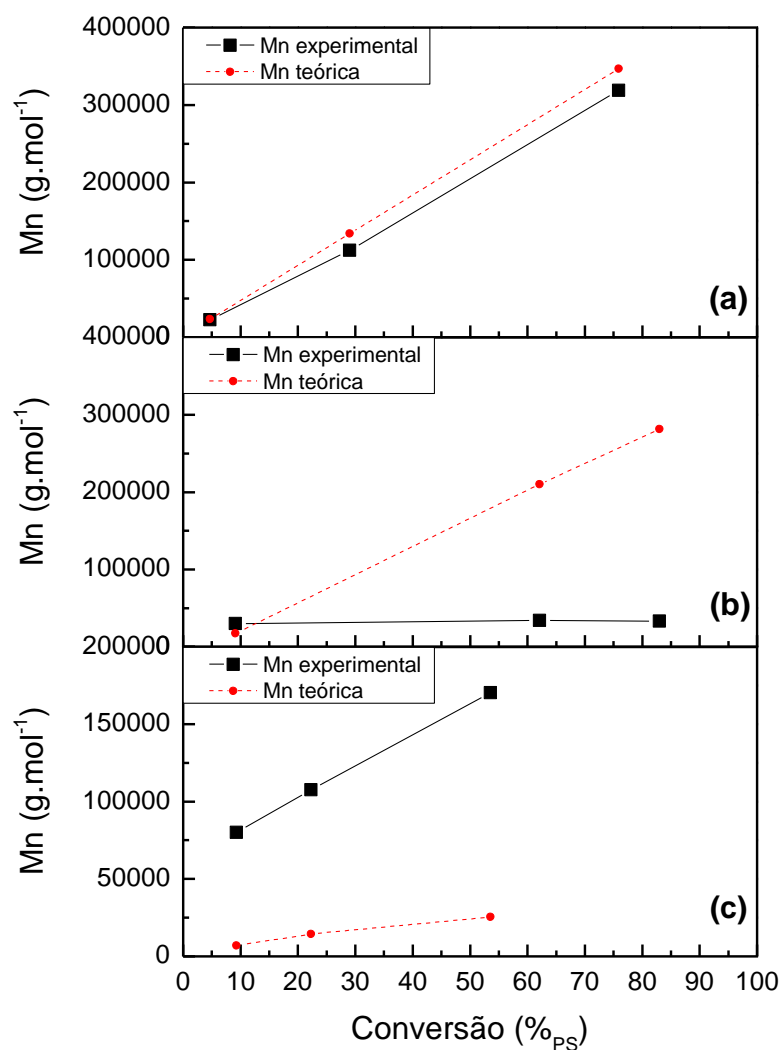 400000
Mn experimental
Mn teórica
300000
200000
100000
Mn (g.mol⁻¹)
(a)
400000
0
Mn experimental
Mn teórica
300000
200000
100000
Mn (g.mol⁻¹)
(b)
200000
0
Mn experimental
Mn teórica
150000
100000
50000
0
Mn (g.mol⁻¹)
(c)
0 10 20 30 40 50 60 70 80 90 100
Conversão (%PS)